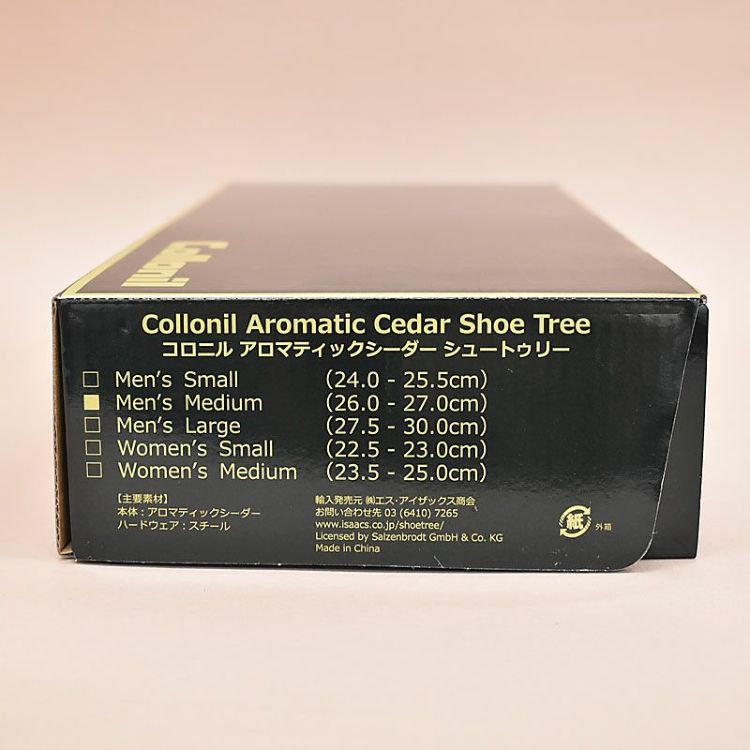 Collonil
Collonil Aromatic Cedar Shoe Tree
コロニル アロマティックシーダー シュートゥリー
□ Men's Small (24.0 - 25.5cm)
■ Men's Medium (26.0 - 27.0cm)
□ Men's Large (27.5 - 30.0cm)
□ Women's Small (22.5 - 23.0cm)
□ Women's Medium (23.5 - 25.0cm)
【主要素材】
本体：アロマティックシーダー
ハードウェア：スチール
輸入発売元 ㈱エス・アイザックス商会
お問い合わせ先 03 (6410) 7265
www.isaacs.co.jp/shoetree/
Licensed by Salzenbrodt GmbH & Co. KG
Made in China
紙 外箱